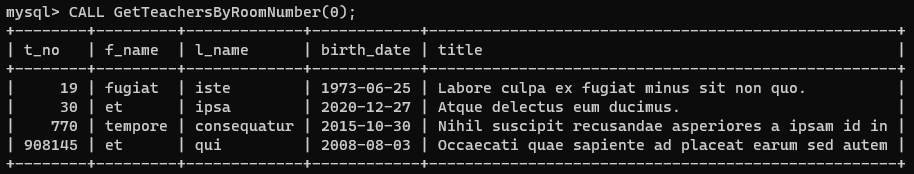 mysql> CALL GetTeachersByRoomNumber(0);
+--------+---------+-------------+------------+---------------------------------------------------+
| t_no   | f_name  | l_name      | birth_date | title                                             |
+--------+---------+-------------+------------+---------------------------------------------------+
|     19 | fugiat  | iste        | 1973-06-25 | Labore culpa ex fugiat minus sit non quo.         |
|     30 | et      | ipsa        | 2020-12-27 | Atque delectus eum ducimus.                       |
|    770 | tempore | consequatur | 2015-10-30 | Nihil suscipit recusandae asperiores a ipsam id in |
| 908145 | et      | qui         | 2008-08-03 | Occaecati quae sapiente ad placeat earum sed autem |
+--------+---------+-------------+------------+---------------------------------------------------+